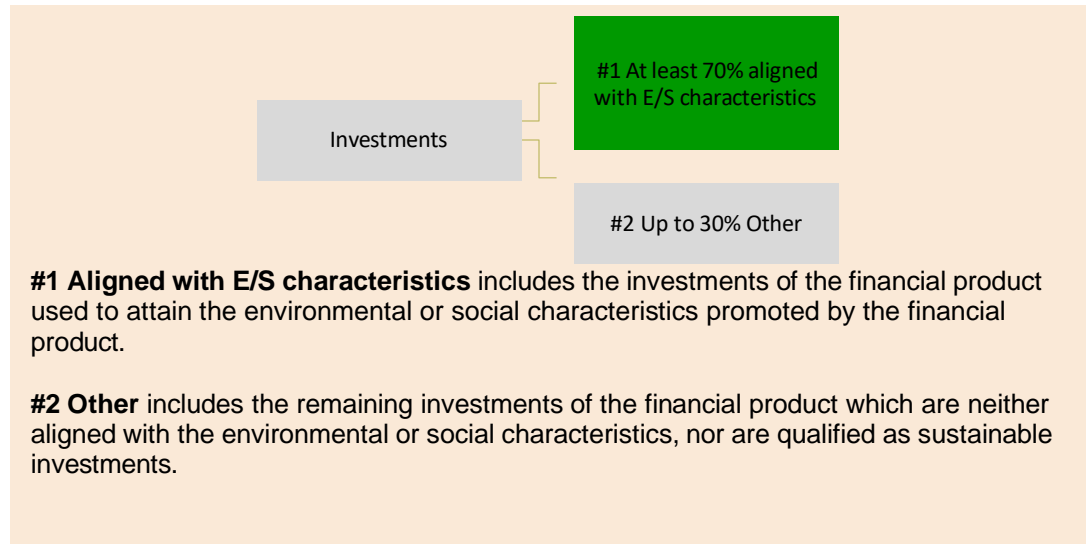 #1 At least 70% aligned
with E/S characteristics
Investments
#2 Up to 30% Other
#1 Aligned with E/S characteristics includes the investments of the financial product
used to attain the environmental or social characteristics promoted by the financial
product.
#2 Other includes the remaining investments of the financial product which are neither
aligned with the environmental or social characteristics, nor are qualified as sustainable
investments.